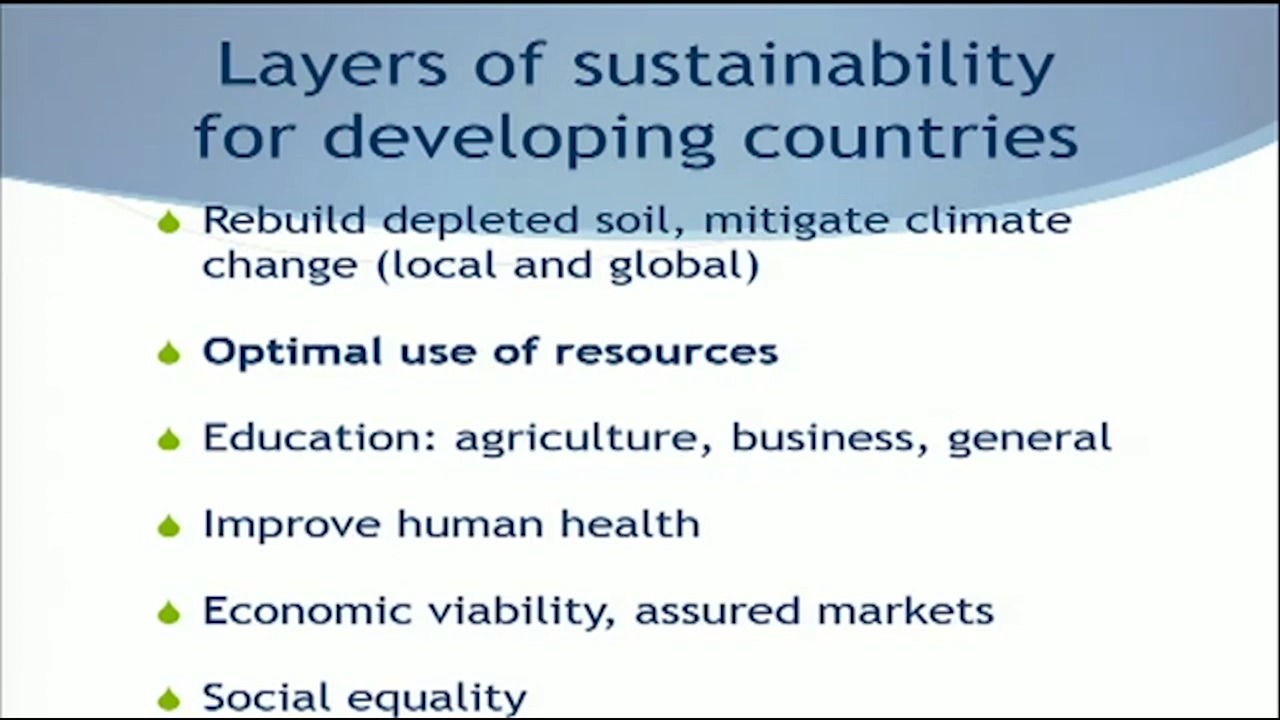 Layers of sustainability
for developing countries
Rebuild depleted soil, mitigate climate
change (local and global)
Optimal use of resources
Education: agriculture, business, general
Improve human health
Economic viability, assured markets
Social equality